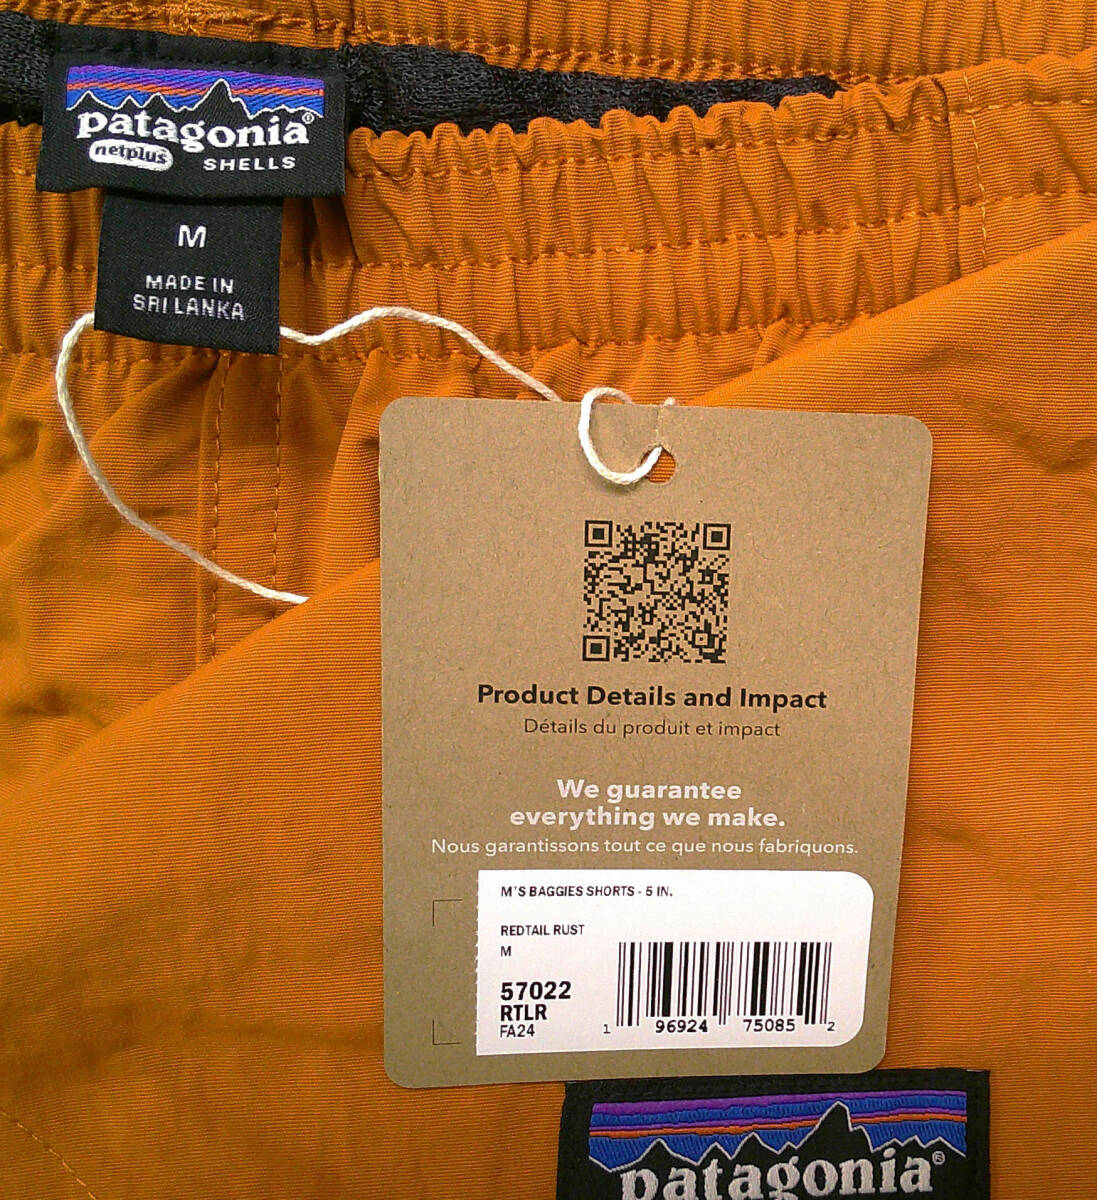 patagonia®
netplus SHELLS
M
MADE IN
SRI LANKA
Product Details and Impact
Détails du produit et impact
We guarantee
everything we make.
Nous garantissons tout ce que nous fabriquons.
M'S BAGGIES SHORTS - 5 IN.
REDTAIL RUST
M
57022
RTLR
FA24
1 96924 75085 2
patagonia®